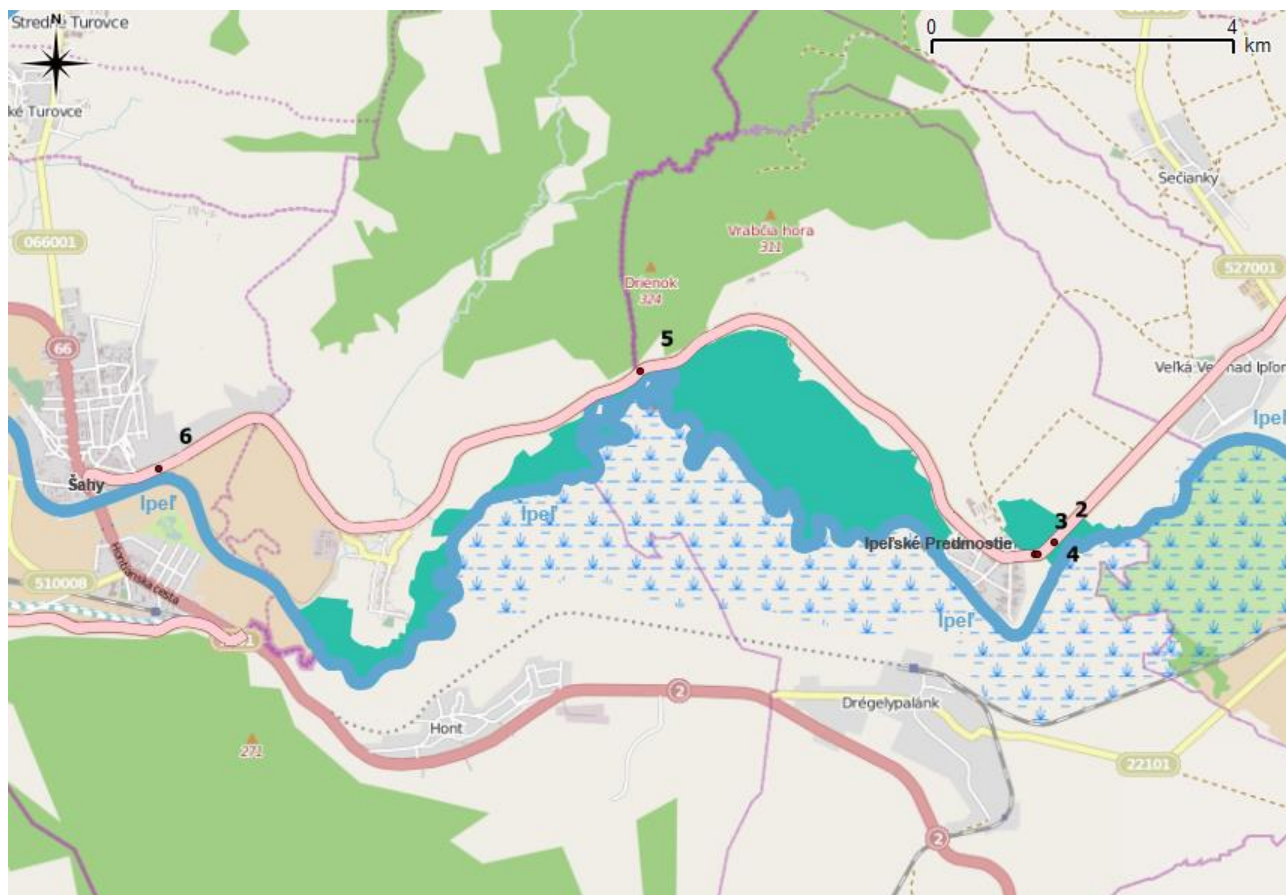 Stredné Turovce
N
0
4
km
ké Turovce
Sečianky
066001
Vrabčia hora
311
527001
Drienok
324
66
5
Veľká Ves nad Ipľom
Ipeľ
6
Šahy
Ipeľ
Ipeľ
2
3
Ipeľské Predmostie
4
510008
Hontianska cesta
Ipeľ
2
Drégelypalánk
Hont
271
22101
2